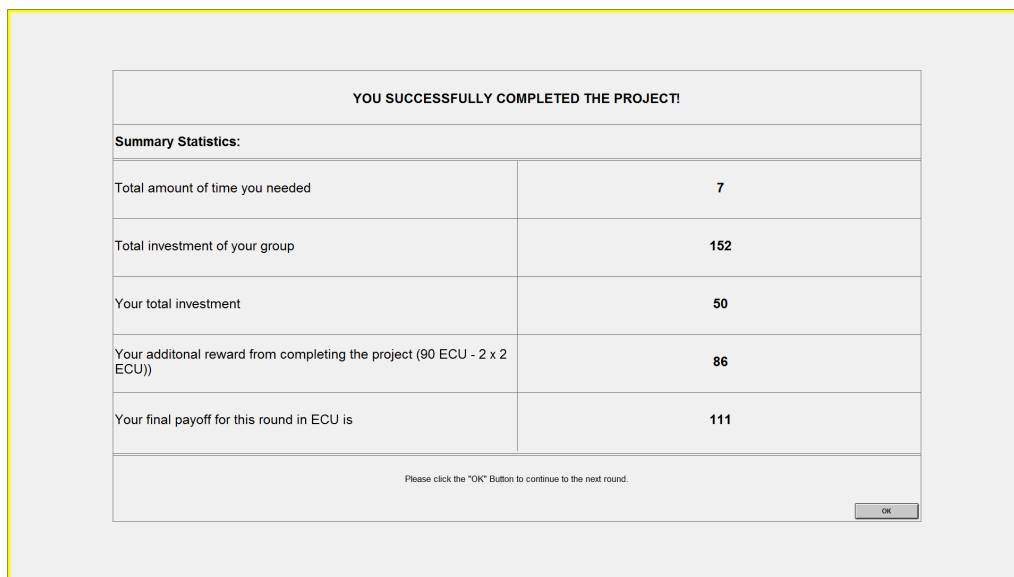 YOU SUCCESSFULLY COMPLETED THE PROJECT!
Summary Statistics:
Total amount of time you needed
7
Total investment of your group
152
Your total investment
50
Your additonal reward from completing the project (90 ECU - 2 x 2
ECU))
86
Your final payoff for this round in ECU is
111
Please click the "OK" Button to continue to the next round.
OK